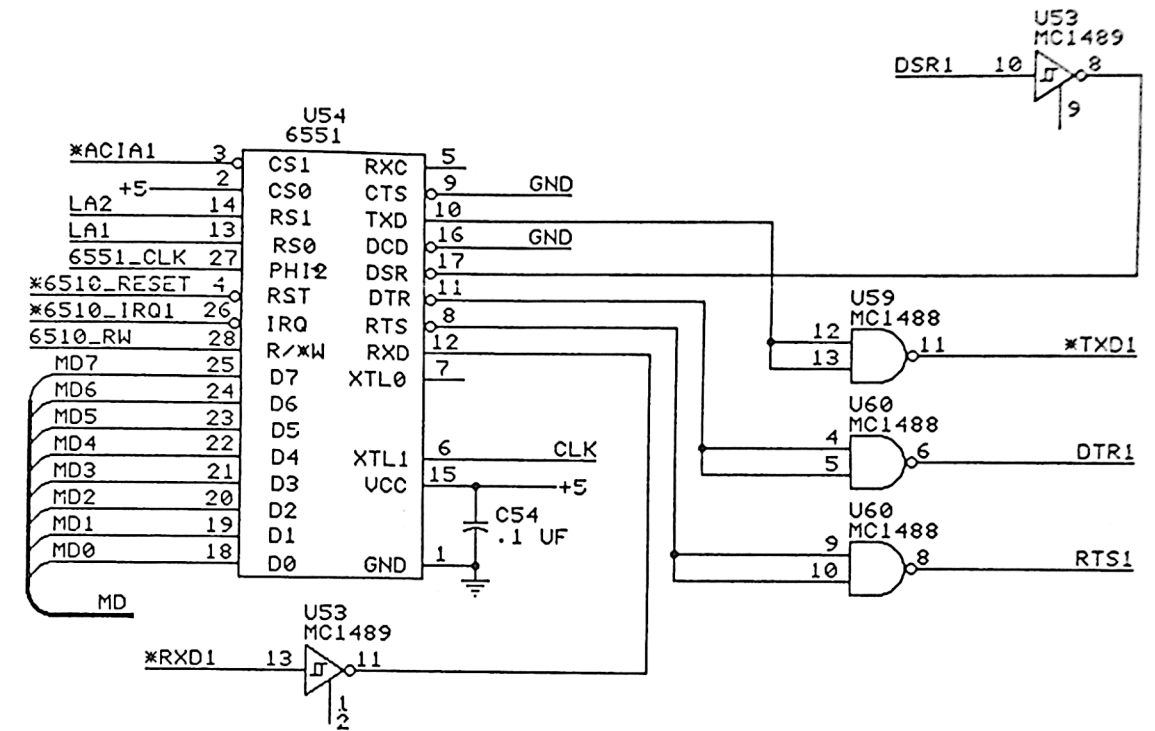 U53
MC1489
DSR1 10 8
9
U54
6551
*ACIA1 3 CS1 RXC 5
+5 2 CS0 CTS 9 GND
LA2 14 RS1 TXD 10
LA1 13 RS0 DCD 16 GND
6551_CLK 27 PHI2 DSR 17
*6510_RESET 4 RST DTR 11
*6510_IRQ1 26 IRQ RTS 8
6510_RW 28 R/*W RXD 12
MD7 25 D7 XTL0 7
MD6 24 D6
MD5 23 D5
MD4 22 D4 XTL1 6 CLK
MD3 21 D3 VCC 15 +5
MD2 20 D2
MD1 19 D1
MD0 18 D0 GND 1
C54
.1 UF
MD
U59
MC1488
12
13
11 *TXD1
U60
MC1488
4
5
6 DTR1
U60
MC1488
9
10
8 RTS1
U53
MC1489
*RXD1 13 11
1
2